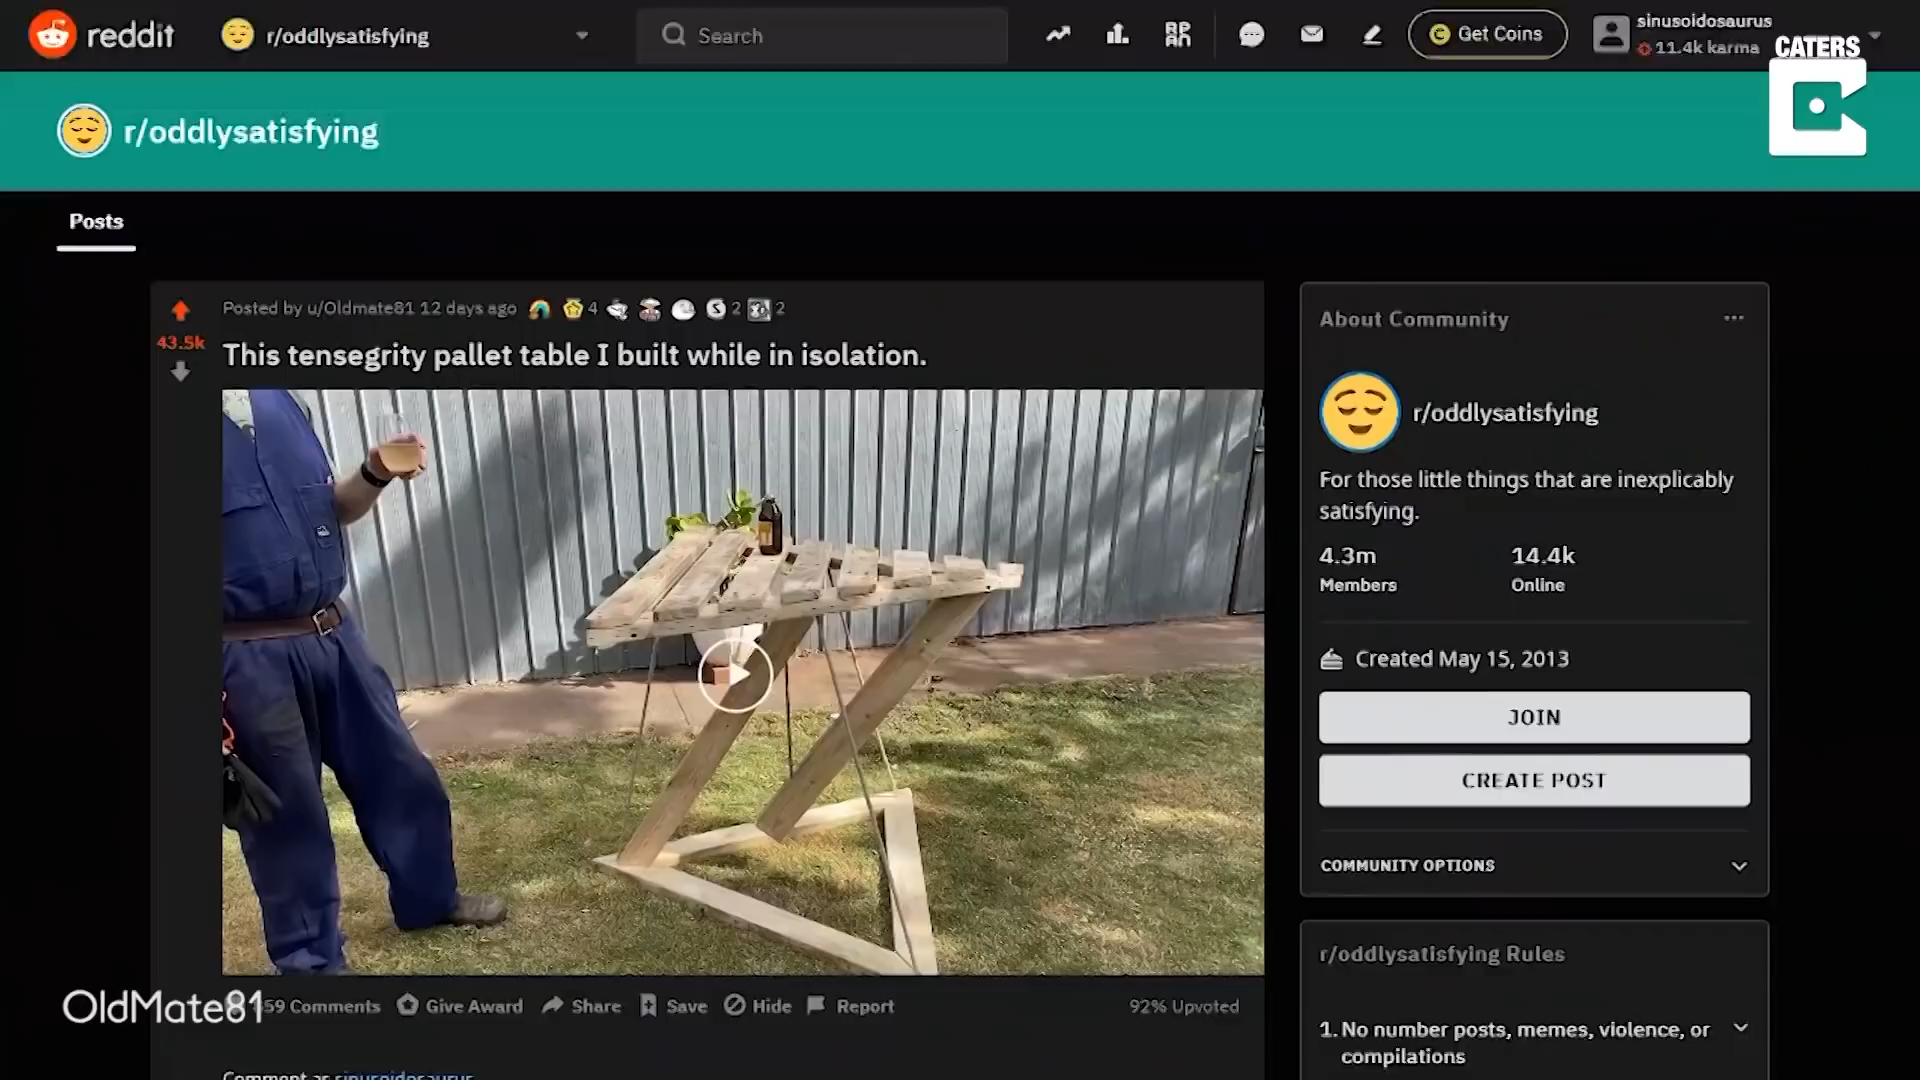 reddit
r/oddlysatisfying
Search
Get Coins
sinusoidosaurus
11.4k karma
CATERS
r/oddlysatisfying
Posts
Posted by u/Oldmate81 12 days ago
4
2
2
43.5k
This tensegrity pallet table I built while in isolation.
About Community
r/oddlysatisfying
For those little things that are inexplicably
satisfying.
4.3m
14.4k
Members
Online
Created May 15, 2013
JOIN
CREATE POST
COMMUNITY OPTIONS
r/oddlysatisfying Rules
1. No number posts, memes, violence, or
compilations
OldMate81
59 Comments
Give Award
Share
Save
Hide
Report
92% Upvoted
Comment as sinusoidosaurus